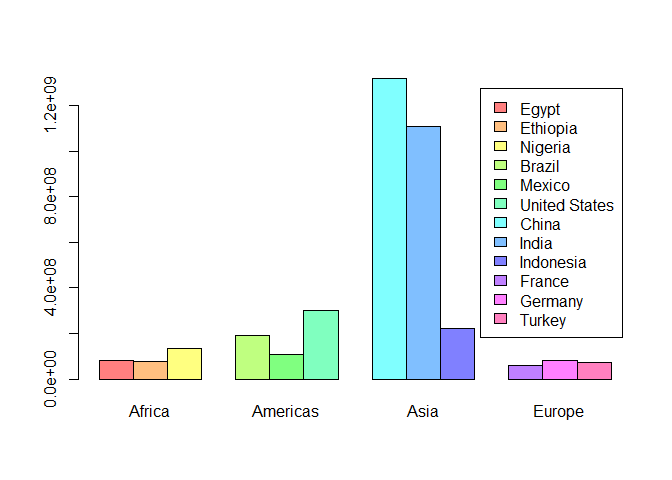 1.2e+09
8.0e+08
4.0e+08
0.0e+00
Egypt
Ethiopia
Nigeria
Brazil
Mexico
United States
China
India
Indonesia
France
Germany
Turkey
Africa Americas Asia Europe